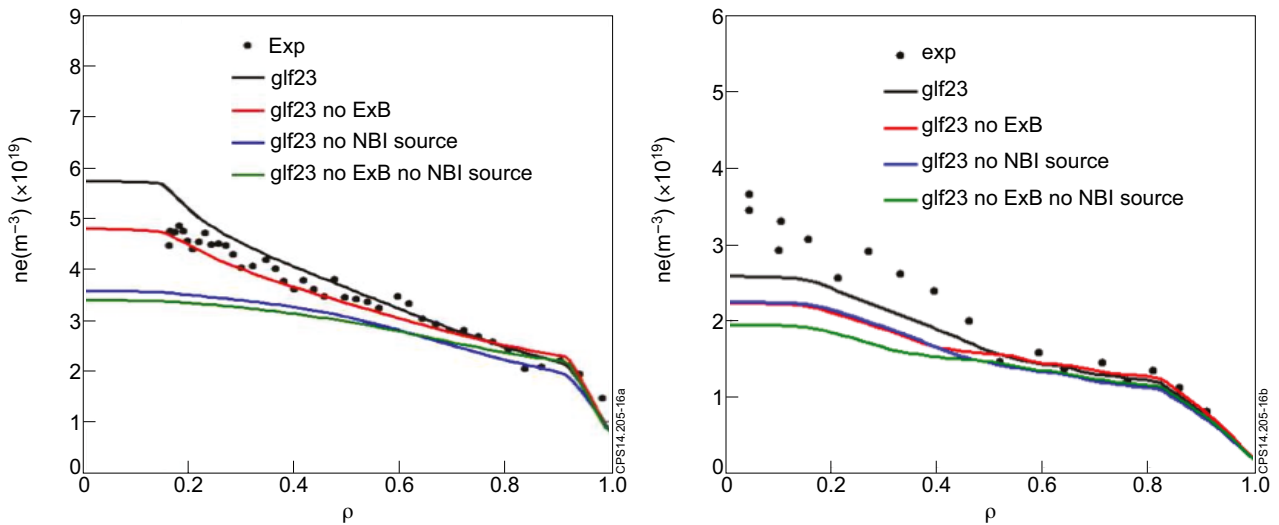 9
8
7
6
5
4
3
2
1
0
ne(m⁻³) (×10¹⁹)
Exp
glf23
glf23 no ExB
glf23 no NBI source
glf23 no ExB no NBI source
0 0.2 0.4 0.6 0.8 1.0
ρ
CPS14.205-16a
6
5
4
3
2
1
0
ne(m⁻³) (×10¹⁹)
exp
glf23
glf23 no ExB
glf23 no NBI source
glf23 no ExB no NBI source
0 0.2 0.4 0.6 0.8 1.0
ρ
CPS14.205-16b